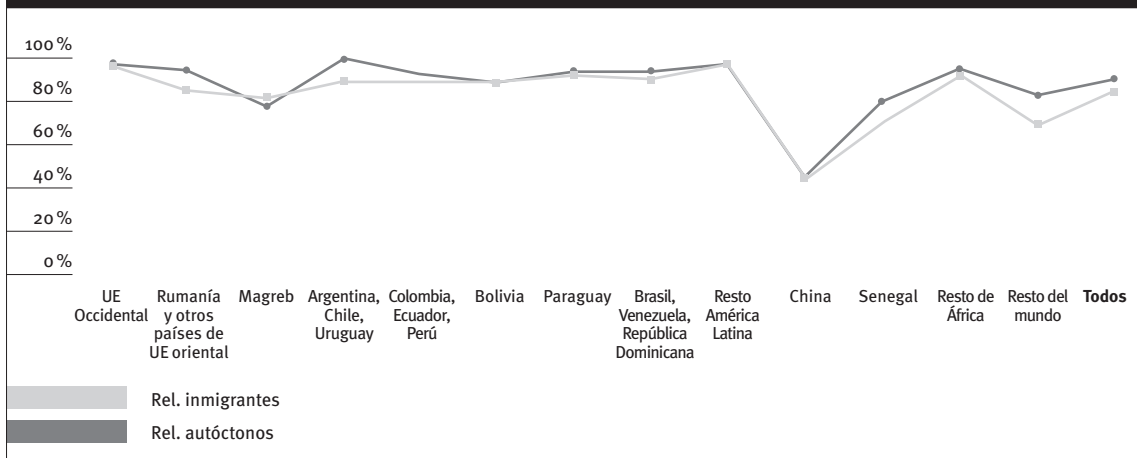 100 %
80 %
60 %
40 %
20 %
0 %
UE
Occidental
Rumanía
y otros
países de
UE oriental
Magreb
Argentina,
Chile,
Uruguay
Colombia,
Ecuador,
Perú
Bolivia
Paraguay
Brasil,
Venezuela,
República
Dominicana
Resto
América
Latina
China
Senegal
Resto de
África
Resto del
mundo
Todos
Rel. inmigrantes
Rel. autóctonos